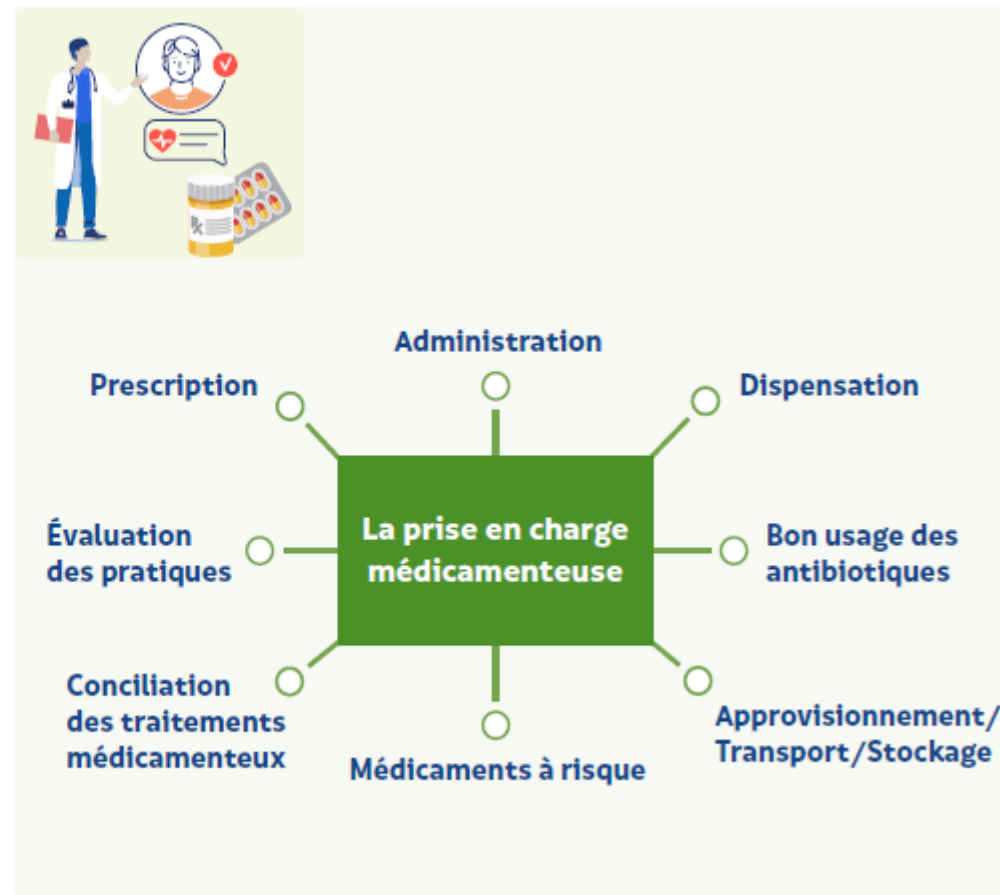 Rx
Administration
Prescription
Dispensation
La prise en charge
médicamenteuse
Évaluation
des pratiques
Bon usage des
antibiotiques
Conciliation
des traitements
médicamenteux
Médicaments à risque
Approvisionnement/
Transport/Stockage